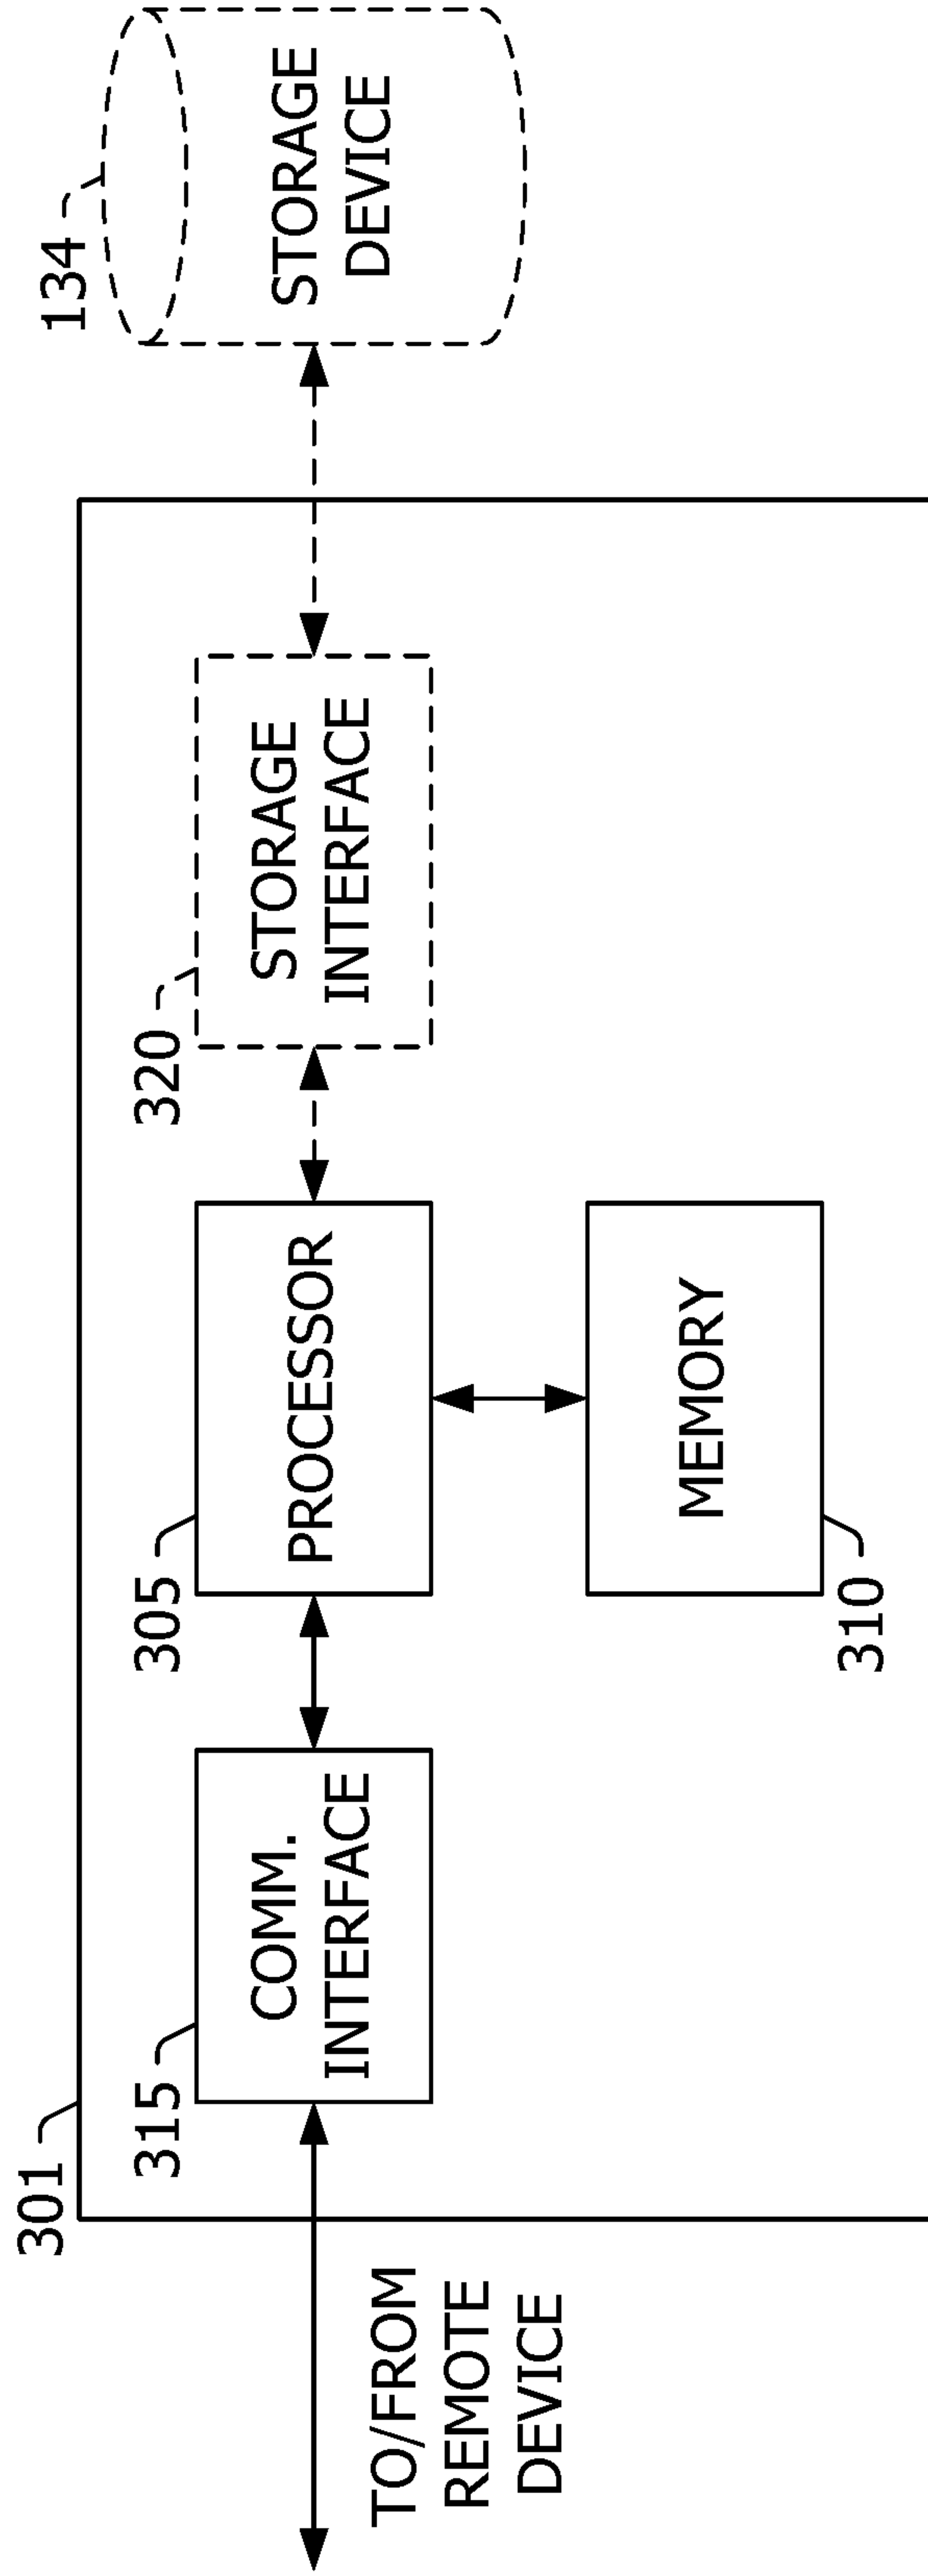 301
315
COMM.
INTERFACE
TO/FROM
REMOTE
DEVICE
305
PROCESSOR
MEMORY
310
320
STORAGE
INTERFACE
134
STORAGE
DEVICE